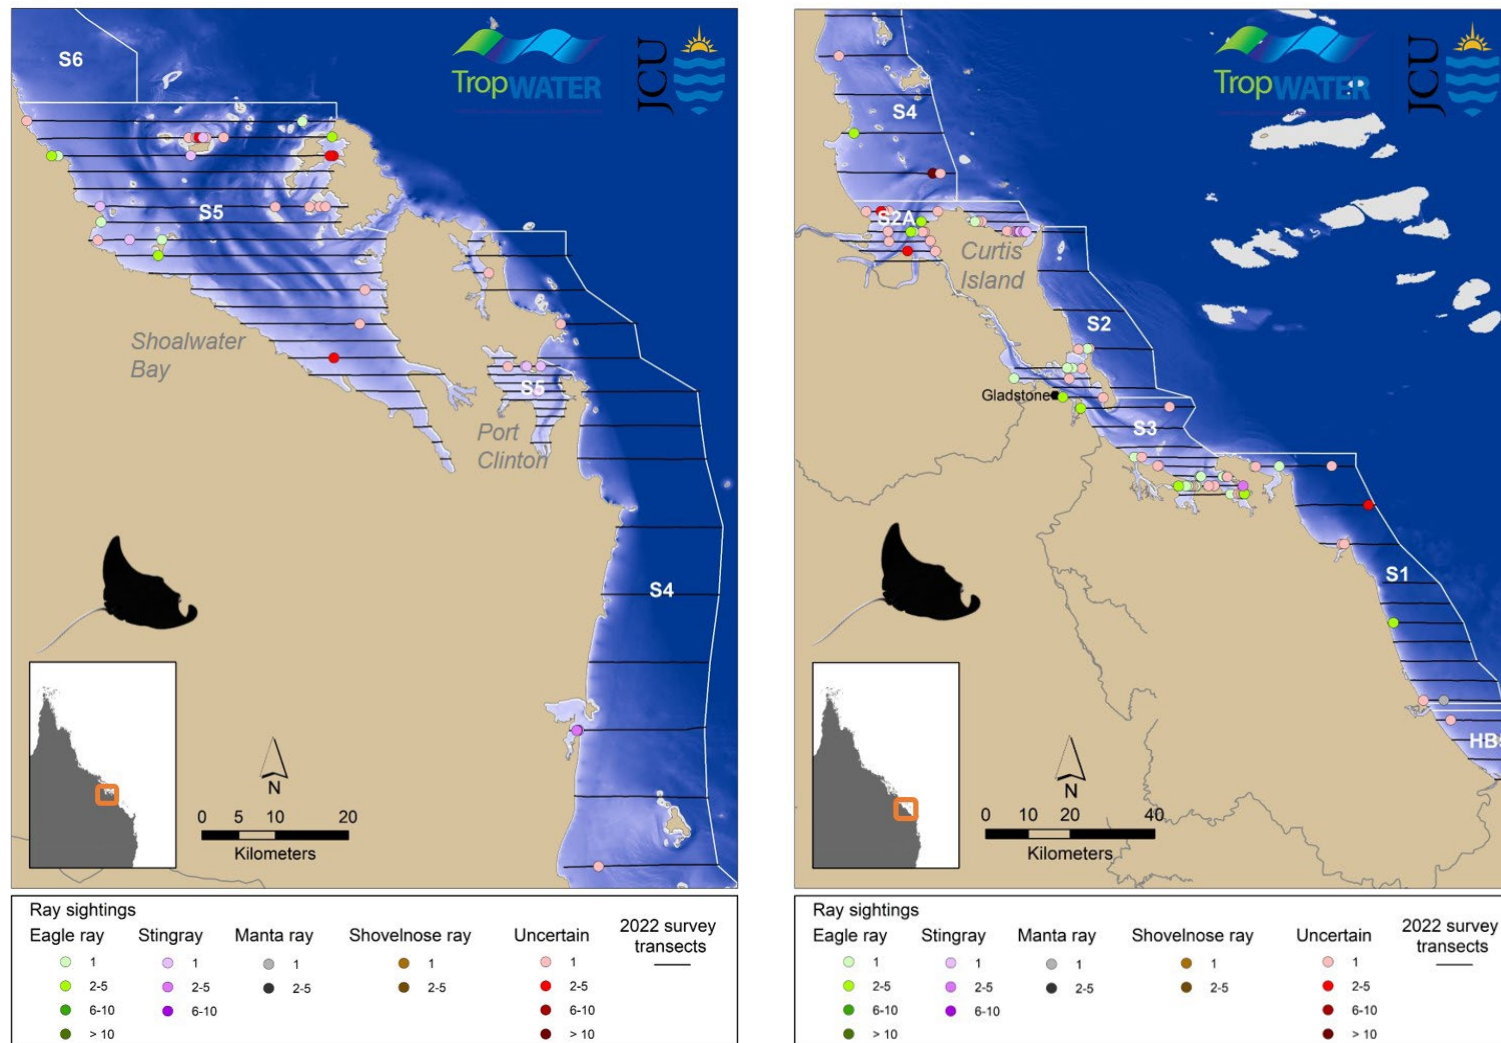 S6
TropWATER
JCU
S5
Shoalwater
Bay
S5
Port
Clinton
S4
N
0 5 10 20
Kilometers
Ray sightings
Eagle ray
1
2-5
6-10
> 10
Stingray
1
2-5
6-10
Manta ray
1
2-5
Shovelnose ray
1
2-5
Uncertain
1
2-5
6-10
> 10
2022 survey
transects
TropWATER
JCU
S4
S2A
Curtis
Island
S2
Gladstone
S3
S1
HBs
N
0 10 20 40
Kilometers
Ray sightings
Eagle ray
1
2-5
6-10
> 10
Stingray
1
2-5
6-10
Manta ray
1
2-5
Shovelnose ray
1
2-5
Uncertain
1
2-5
6-10
> 10
2022 survey
transects